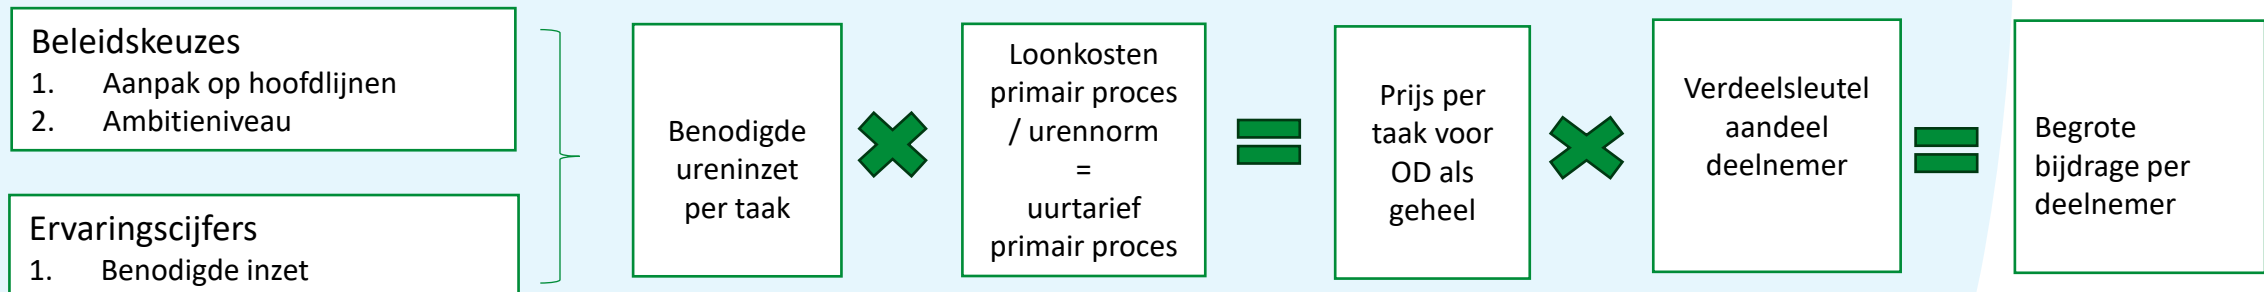 Beleidskeuzes
1. Aanpak op hoofdlijnen
2. Ambitieniveau
Ervaringscijfers
1. Benodigde inzet
Benodigde
ureninzet
per taak
Loonkosten
primair proces
/ urennorm
=
uurtarief
primair proces
Prijs per
taak voor
OD als
geheel
Verdeelsleutel
aandeel
deelnemer
Begrote
bijdrage per
deelnemer